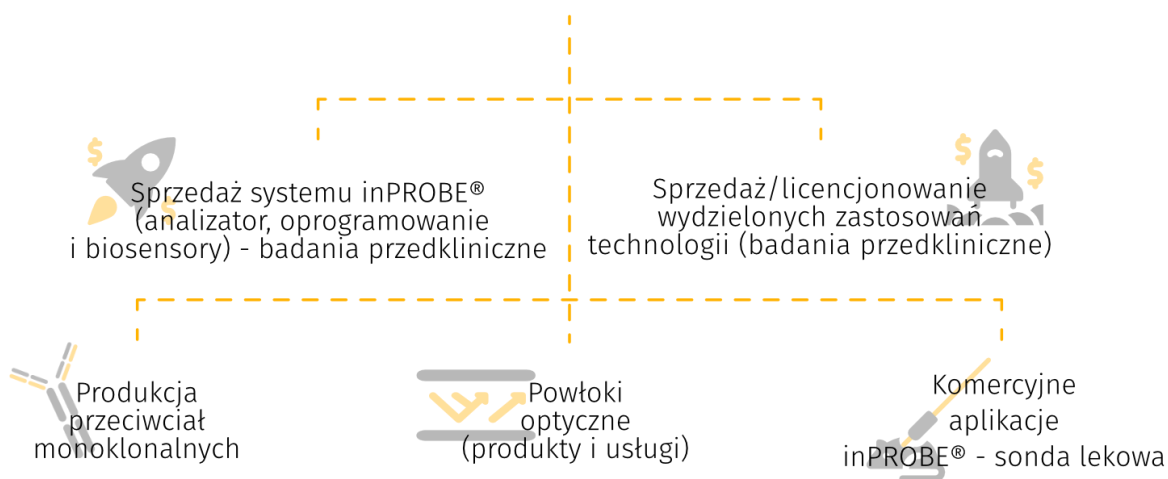 Sprzedaż systemu inPROBE®
(analizator, oprogramowanie
i biosensory) - badania przedkliniczne
Sprzedaż/licencjonowanie
wydzielonych zastosowań
technologii (badania przedkliniczne)
Produkcja
przeciwciał
monoklonalnych
Powłoki
optyczne
(produkty i usługi)
Komercyjne
aplikacje
inPROBE® - sonda lekowa